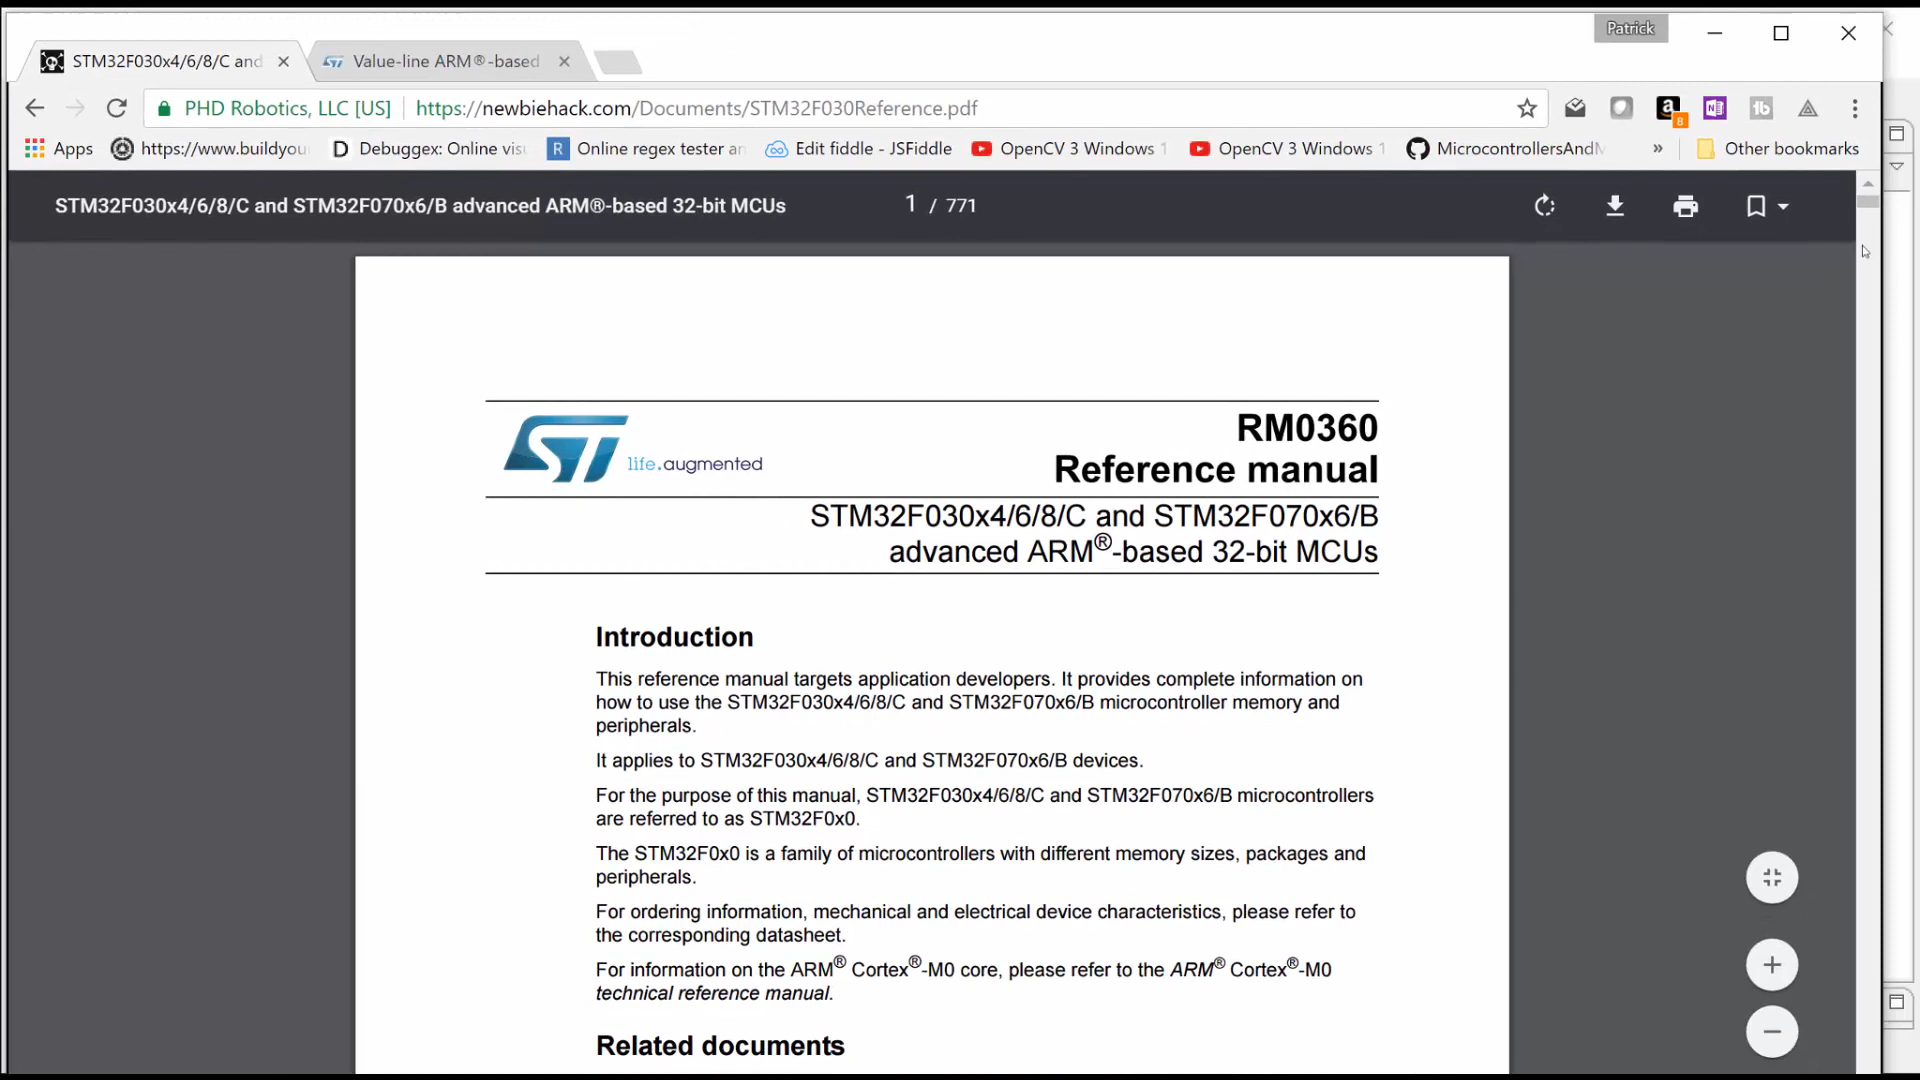 Patrick
STM32F030x4/6/8/C and
Value-line ARM®-based
PHD Robotics, LLC [US]
https://newbiehack.com/Documents/STM32F030Reference.pdf
8
Apps
https://www.buildyou
Debuggex: Online vis
Online regex tester an
Edit fiddle - JSFiddle
OpenCV 3 Windows 1
OpenCV 3 Windows 1
MicrocontrollersAndM
»
Other bookmarks
STM32F030x4/6/8/C and STM32F070x6/B advanced ARM®-based 32-bit MCUs
1 / 771
ST life.augmented
RM0360
Reference manual
STM32F030x4/6/8/C and STM32F070x6/B
advanced ARM®-based 32-bit MCUs
Introduction
This reference manual targets application developers. It provides complete information on
how to use the STM32F030x4/6/8/C and STM32F070x6/B microcontroller memory and
peripherals.
It applies to STM32F030x4/6/8/C and STM32F070x6/B devices.
For the purpose of this manual, STM32F030x4/6/8/C and STM32F070x6/B microcontrollers
are referred to as STM32F0x0.
The STM32F0x0 is a family of microcontrollers with different memory sizes, packages and
peripherals.
For ordering information, mechanical and electrical device characteristics, please refer to
the corresponding datasheet.
For information on the ARM® Cortex®-M0 core, please refer to the ARM® Cortex®-M0
technical reference manual.
Related documents